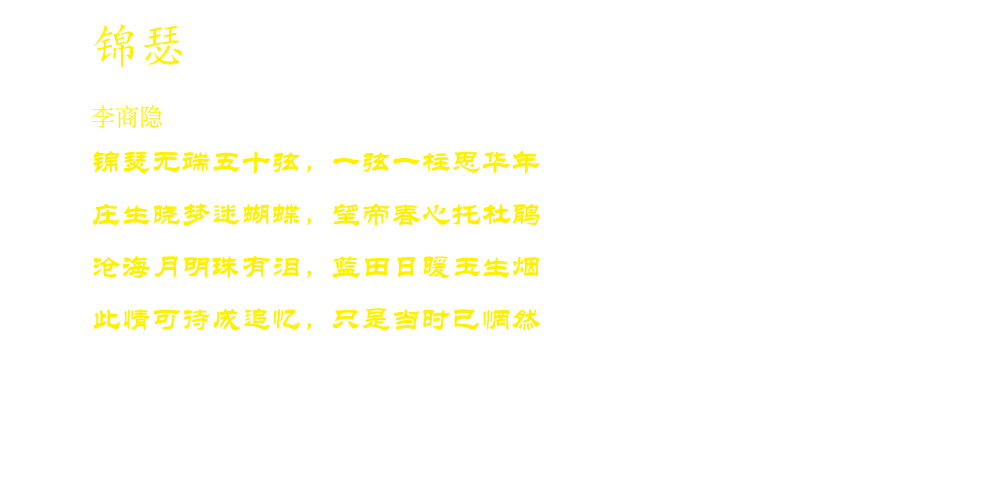 锦瑟
李商隐
锦瑟无瑞五十弦，一弦一柱思华年
庄生晓梦迷蝴蝶，望帝春心托杜鹃
沧海月明珠有泪，蓝田日暖玉生烟
此情可待成追忆，只是当时已惘然